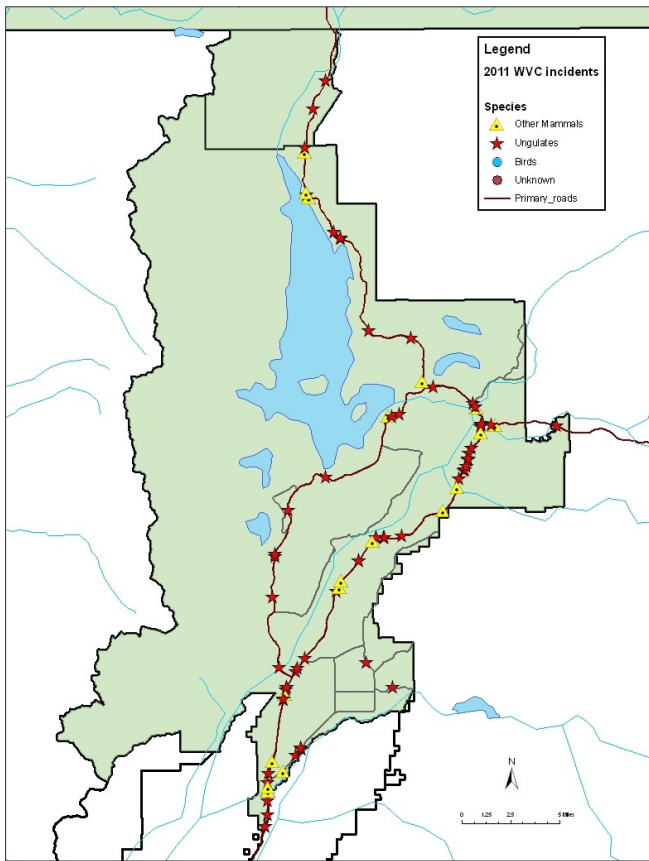 Legend
2011 WVC incidents
Species
Other Mammals
Ungulates
Birds
Unknown
Primary_roads
N
0 1.25 2.5 5 Miles